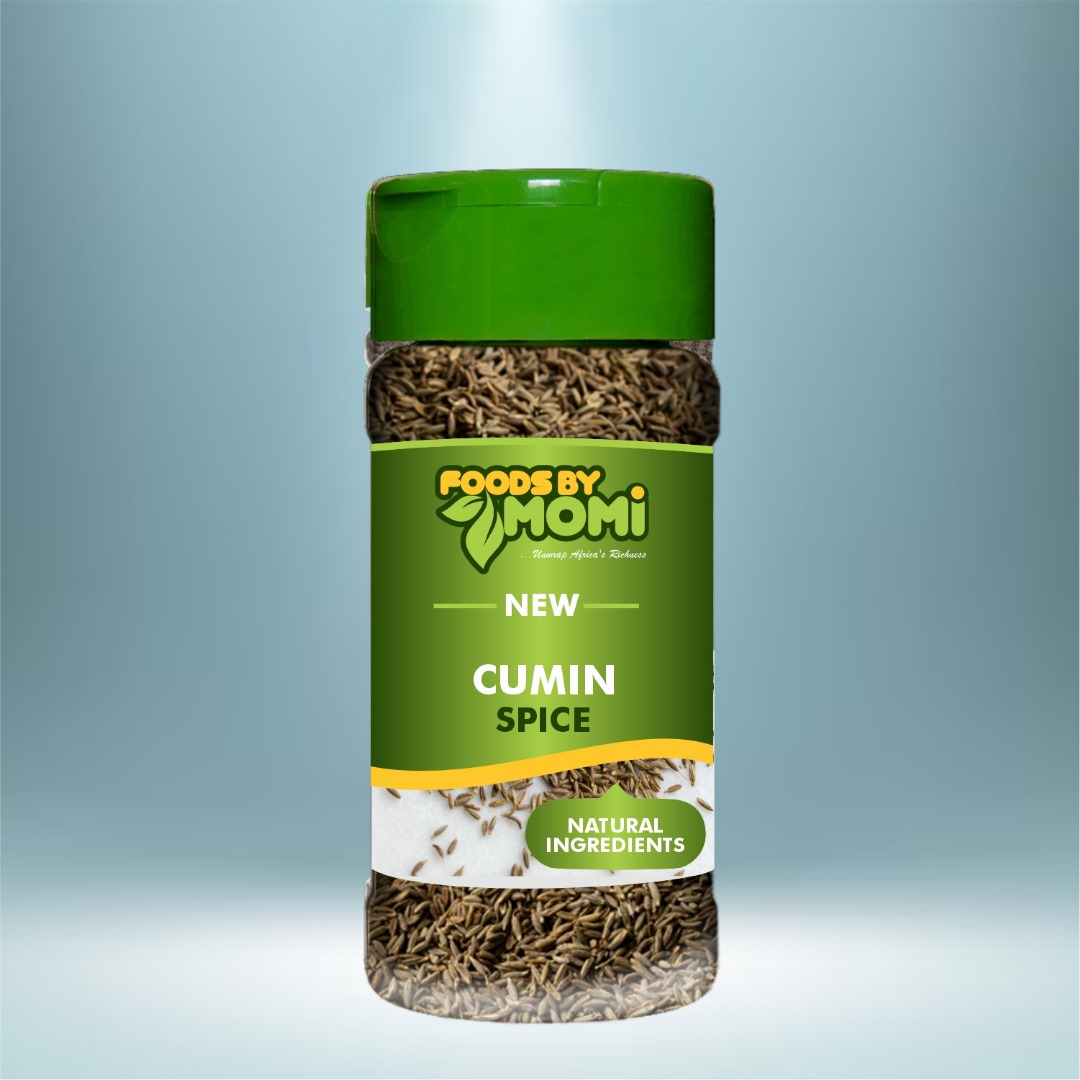 FOODS BY
MOMi
...Unwrap Africa's Richness
NEW
CUMIN
SPICE
NATURAL
INGREDIENTS